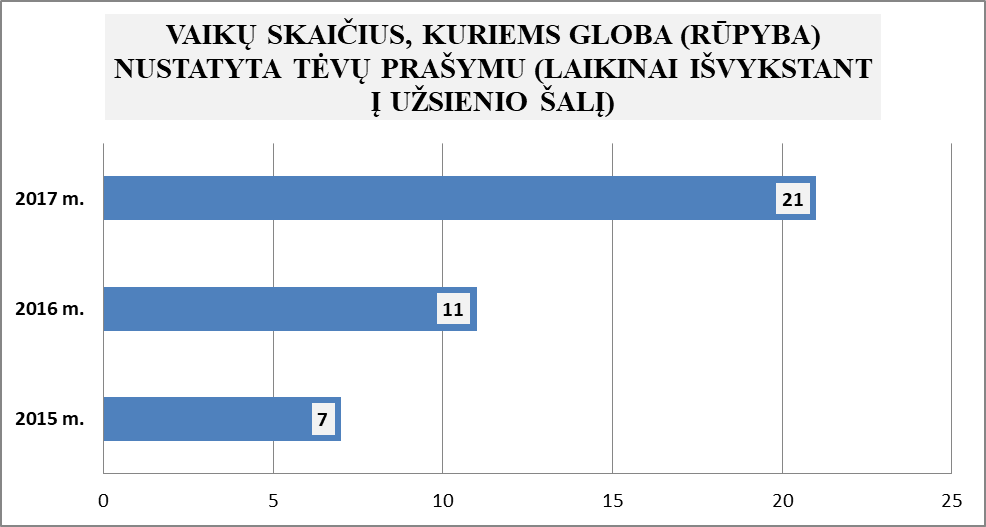 VAIKŲ SKAIČIUS, KURIEMS GLOBA (RŪPYBA)
NUSTATYTA TĖVŲ PRAŠYMU (LAIKINAI IŠVYKSTANT
Į UŽSIENIO ŠALĮ)
2017 m.
21
2016 m.
11
2015 m.
7
0 5 10 15 20 25